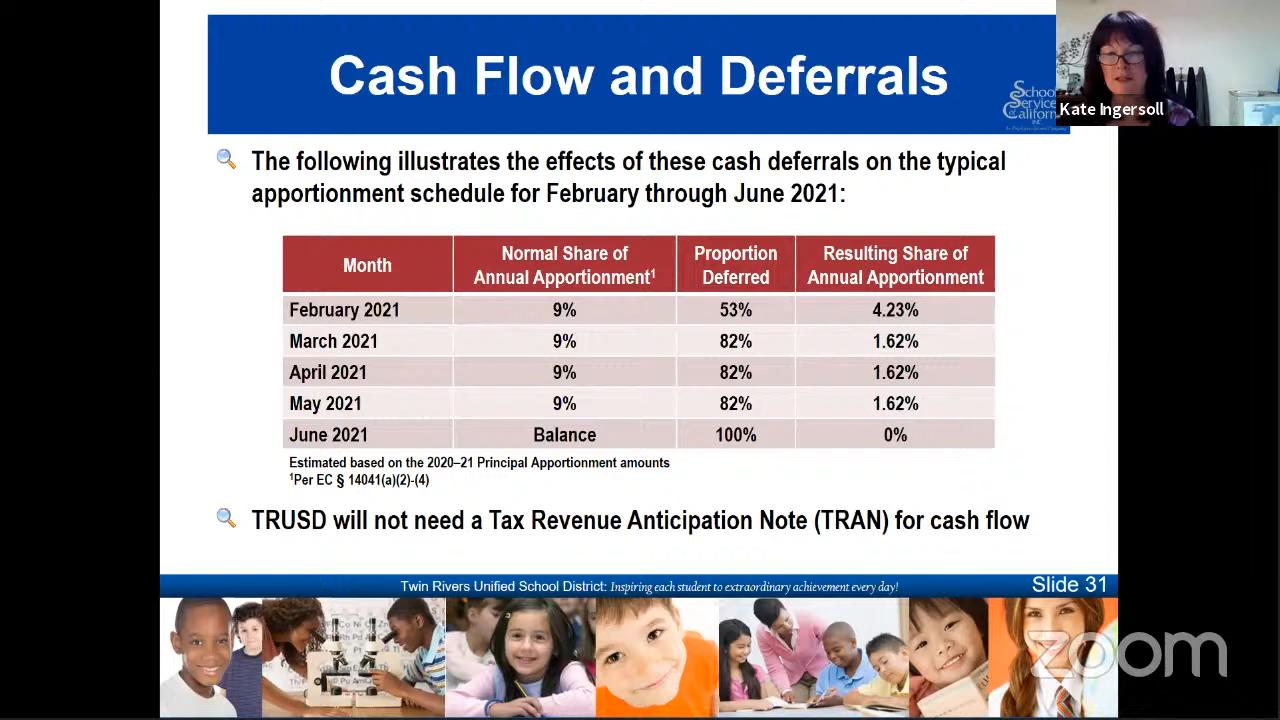 Cash Flow and Deferrals
School
Services
of California
INC.
Kate Ingersoll
The following illustrates the effects of these cash deferrals on the typical
apportionment schedule for February through June 2021:
Month
Normal Share of
Annual Apportionment¹
Proportion
Deferred
Resulting Share of
Annual Apportionment
February 2021 9% 53% 4.23%
March 2021 9% 82% 1.62%
April 2021 9% 82% 1.62%
May 2021 9% 82% 1.62%
June 2021 Balance 100% 0%
Estimated based on the 2020–21 Principal Apportionment amounts
¹Per EC § 14041(a)(2)-(4)
TRUSD will not need a Tax Revenue Anticipation Note (TRAN) for cash flow
Twin Rivers Unified School District: Inspiring each student to extraordinary achievement every day!
Slide 31
zoom